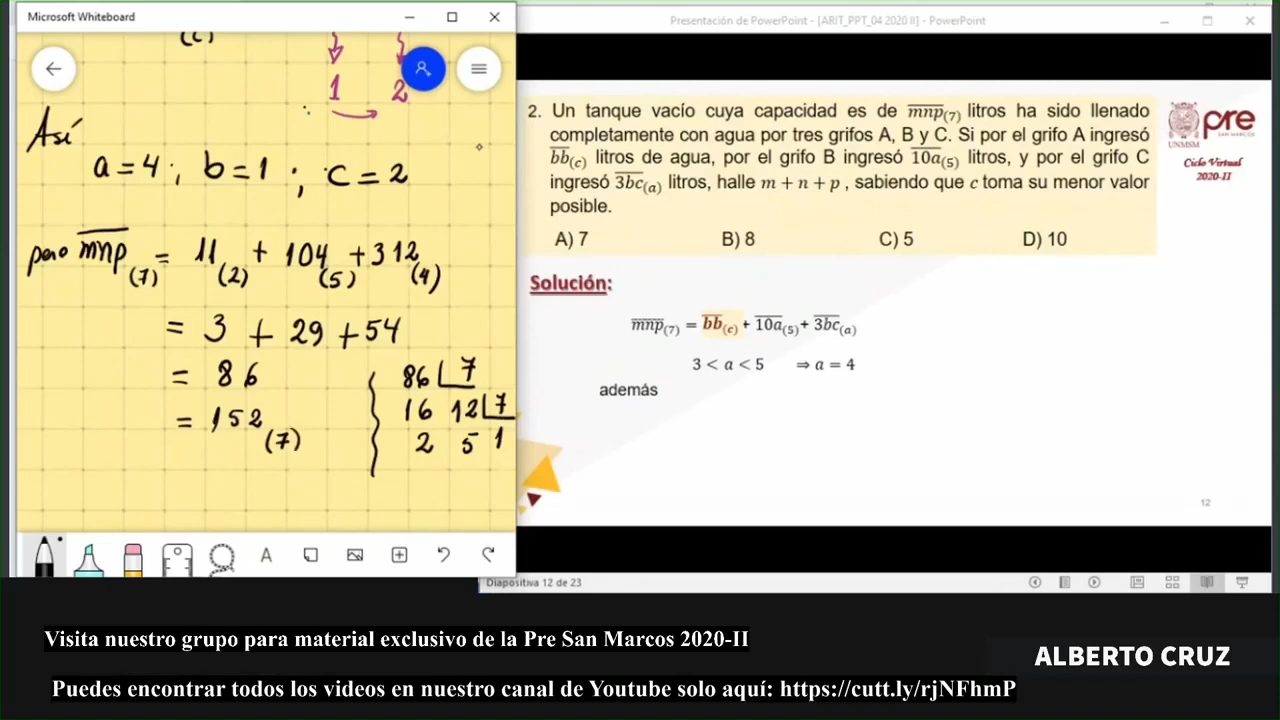 Microsoft Whiteboard
(c)
1 2
Así
a = 4 ; b = 1 ; c = 2
pero mnp (7) = 11 (2) + 104 (5) + 312 (4)
= 3 + 29 + 54
= 86
= 152 (7)
86 7
16 12 7
2 5 1
A
Presentación de PowerPoint - [ARIT_PPT_04 2020 II] - PowerPoint
2. Un tanque vacío cuya capacidad es de mnp(7) litros ha sido llenado
completamente con agua por tres grifos A, B y C. Si por el grifo A ingresó
bb(c) litros de agua, por el grifo B ingresó 10a(5) litros, y por el grifo C
ingresó 3bc(a) litros, halle m + n + p , sabiendo que c toma su menor valor
posible.
A) 7 B) 8 C) 5 D) 10
pre
SAN MARCOS
UNMSM
Ciclo Virtual
2020-II
Solución:
mnp(7) = bb(c) + 10a(5) + 3bc(a)
3 < a < 5 ⇒ a = 4
además
12
Diapositiva 12 de 23
Visita nuestro grupo para material exclusivo de la Pre San Marcos 2020-II
ALBERTO CRUZ
Puedes encontrar todos los videos en nuestro canal de Youtube solo aquí: https://cutt.ly/rjNFhmP